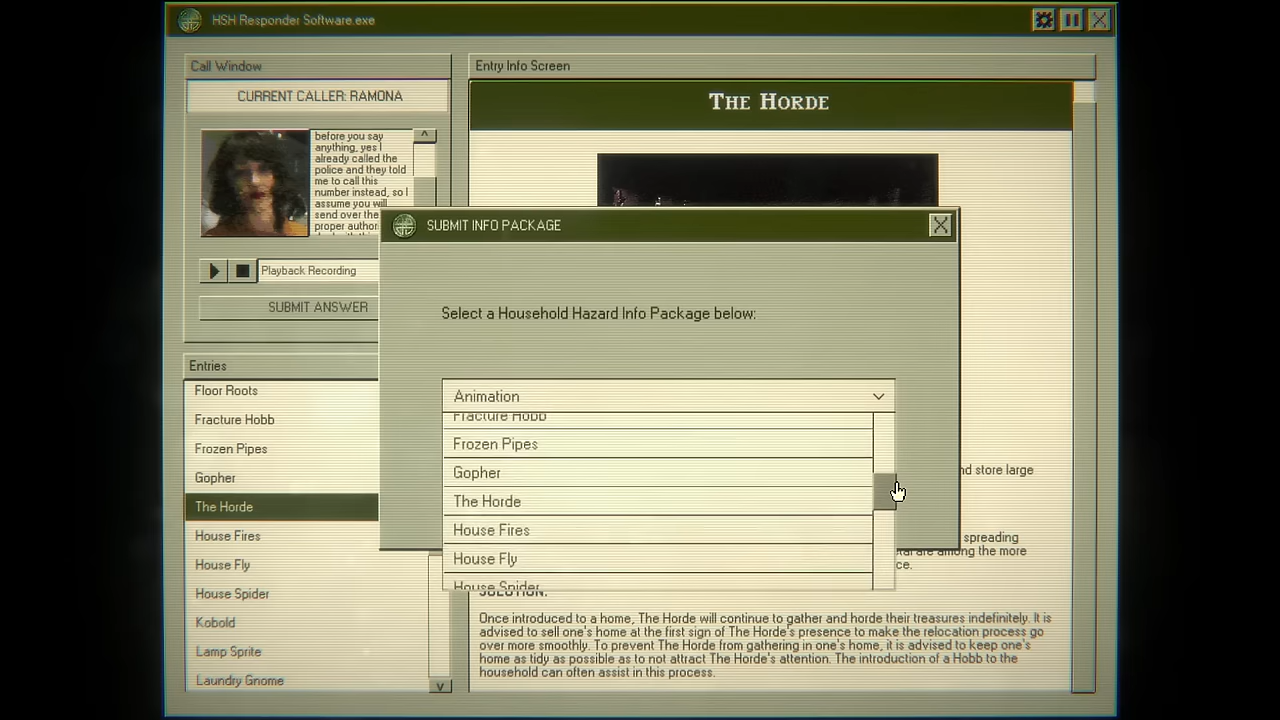 HSH Responder Software.exe
Call Window
CURRENT CALLER: RAMONA
before you say
anything, yes I
already called the
police and they told
me to call this
number instead, so I
assume you will
send over the
proper
Playback Recording
SUBMIT ANSWER
Entries
Floor Roots
Fracture Hobb
Frozen Pipes
Gopher
The Horde
House Fires
House Fly
House Spider
Kobold
Lamp Sprite
Laundry Gnome
Entry Info Screen
THE HORDE
SUBMIT INFO PACKAGE
Select a Household Hazard Info Package below:
Animation
Fracture Hobb
Frozen Pipes
Gopher
The Horde
House Fires
House Fly
House Spider
nd store large
spreading
are among the more
ce.
SOLUTION:
Once introduced to a home, The Horde will continue to gather and horde their treasures indefinitely. It is
advised to sell one's home at the first sign of The Horde's presence to make the relocation process go
over more smoothly. To prevent The Horde from gathering in one's home, it is advised to keep one's
home as tidy as possible as to not attract The Horde's attention. The introduction of a Hobb to the
household can often assist in this process.